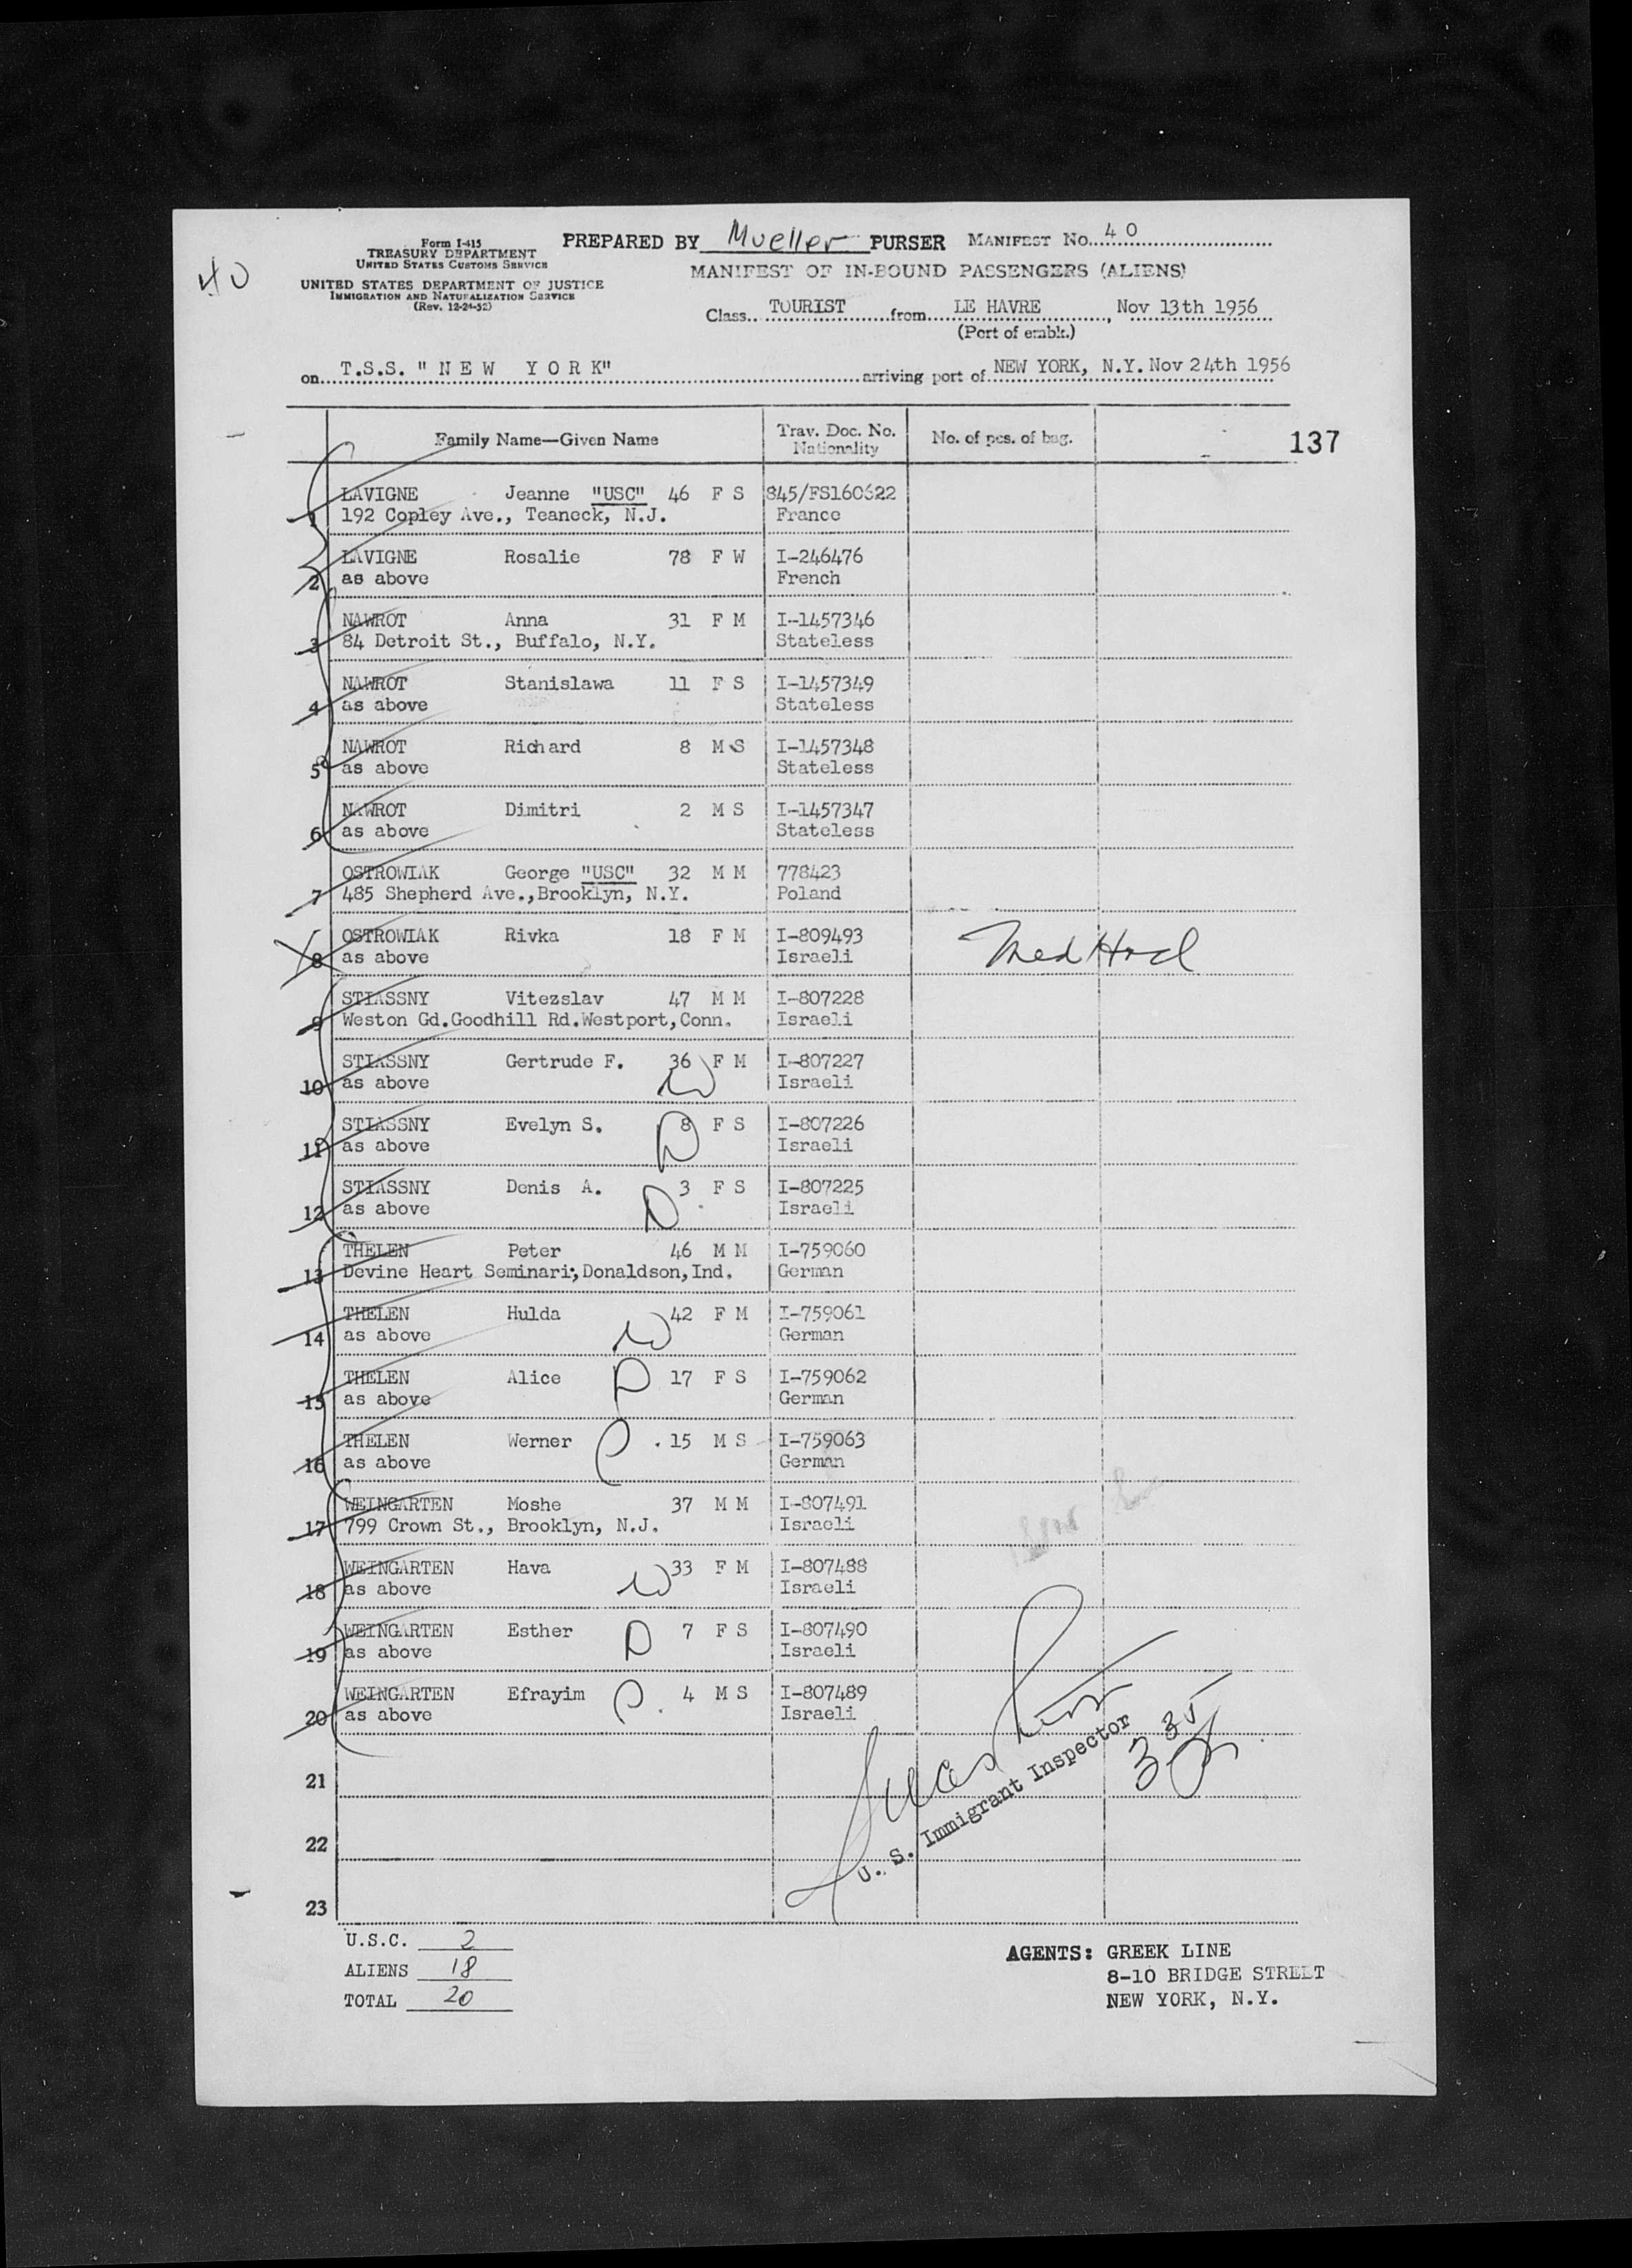 40
Form I-415
TREASURY DEPARTMENT
UNITED STATES CUSTOMS SERVICE
UNITED STATES DEPARTMENT OF JUSTICE
IMMIGRATION AND NATURALIZATION SERVICE
(Rev. 12-24-52)
PREPARED BY Mueller PURSER MANIFEST No. 40
MANIFEST OF IN-BOUND PASSENGERS (ALIENS)
Class TOURIST from LE HAVRE, Nov 13th 1956
(Port of embk.)
on T.S.S. "NEW YORK" arriving port of NEW YORK, N.Y. Nov 24th 1956
Family Name—Given Name Trav. Doc. No. Nationality No. of pcs. of bag.
137
1 LAVIGNE Jeanne "USC" 46 F S 845/FS160622
192 Copley Ave., Teaneck, N.J. France
2 LAVIGNE Rosalie 78 F W I-246476
as above French
3 NAWROT Anna 31 F M I-1457346
84 Detroit St., Buffalo, N.Y. Stateless
4 NAWROT Stanislawa 11 F S I-1457349
as above Stateless
5 NAWROT Richard 8 M S I-1457348
as above Stateless
6 NAWROT Dimitri 2 M S I-1457347
as above Stateless
7 OSTROWIAK George "USC" 32 M M 778423
485 Shepherd Ave., Brooklyn, N.Y. Poland
8 OSTROWIAK Rivka 18 F M I-809493 Med Hold
as above Israeli
9 STIASSNY Vitezslav 47 M M I-807228
Weston Gd.Goodhill Rd.Westport,Conn. Israeli
10 STIASSNY Gertrude F. 36 F M I-807227
as above W Israeli
11 STIASSNY Evelyn S. 8 F S I-807226
as above D Israeli
12 STIASSNY Denis A. 3 F S I-807225
as above D Israeli
13 THELEN Peter 46 M M I-759060
Devine Heart Seminari, Donaldson,Ind. German
14 THELEN Hulda 42 F M I-759061
as above W German
15 THELEN Alice D 17 F S I-759062
as above German
16 THELEN Werner 15 M S I-759063
as above German
17 WEINGARTEN Moshe 37 M M I-807491
799 Crown St., Brooklyn, N.J. Israeli
18 WEINGARTEN Hava W 33 F M I-807488
as above Israeli
19 WEINGARTEN Esther D 7 F S I-807490
as above Israeli
20 WEINGARTEN Efrayim 4 M S I-807489
as above Israeli
U. S. Immigrant Inspector
21
22
23
U.S.C. 2
ALIENS 18
TOTAL 20
AGENTS: GREEK LINE
8-10 BRIDGE STREET
NEW YORK, N.Y.